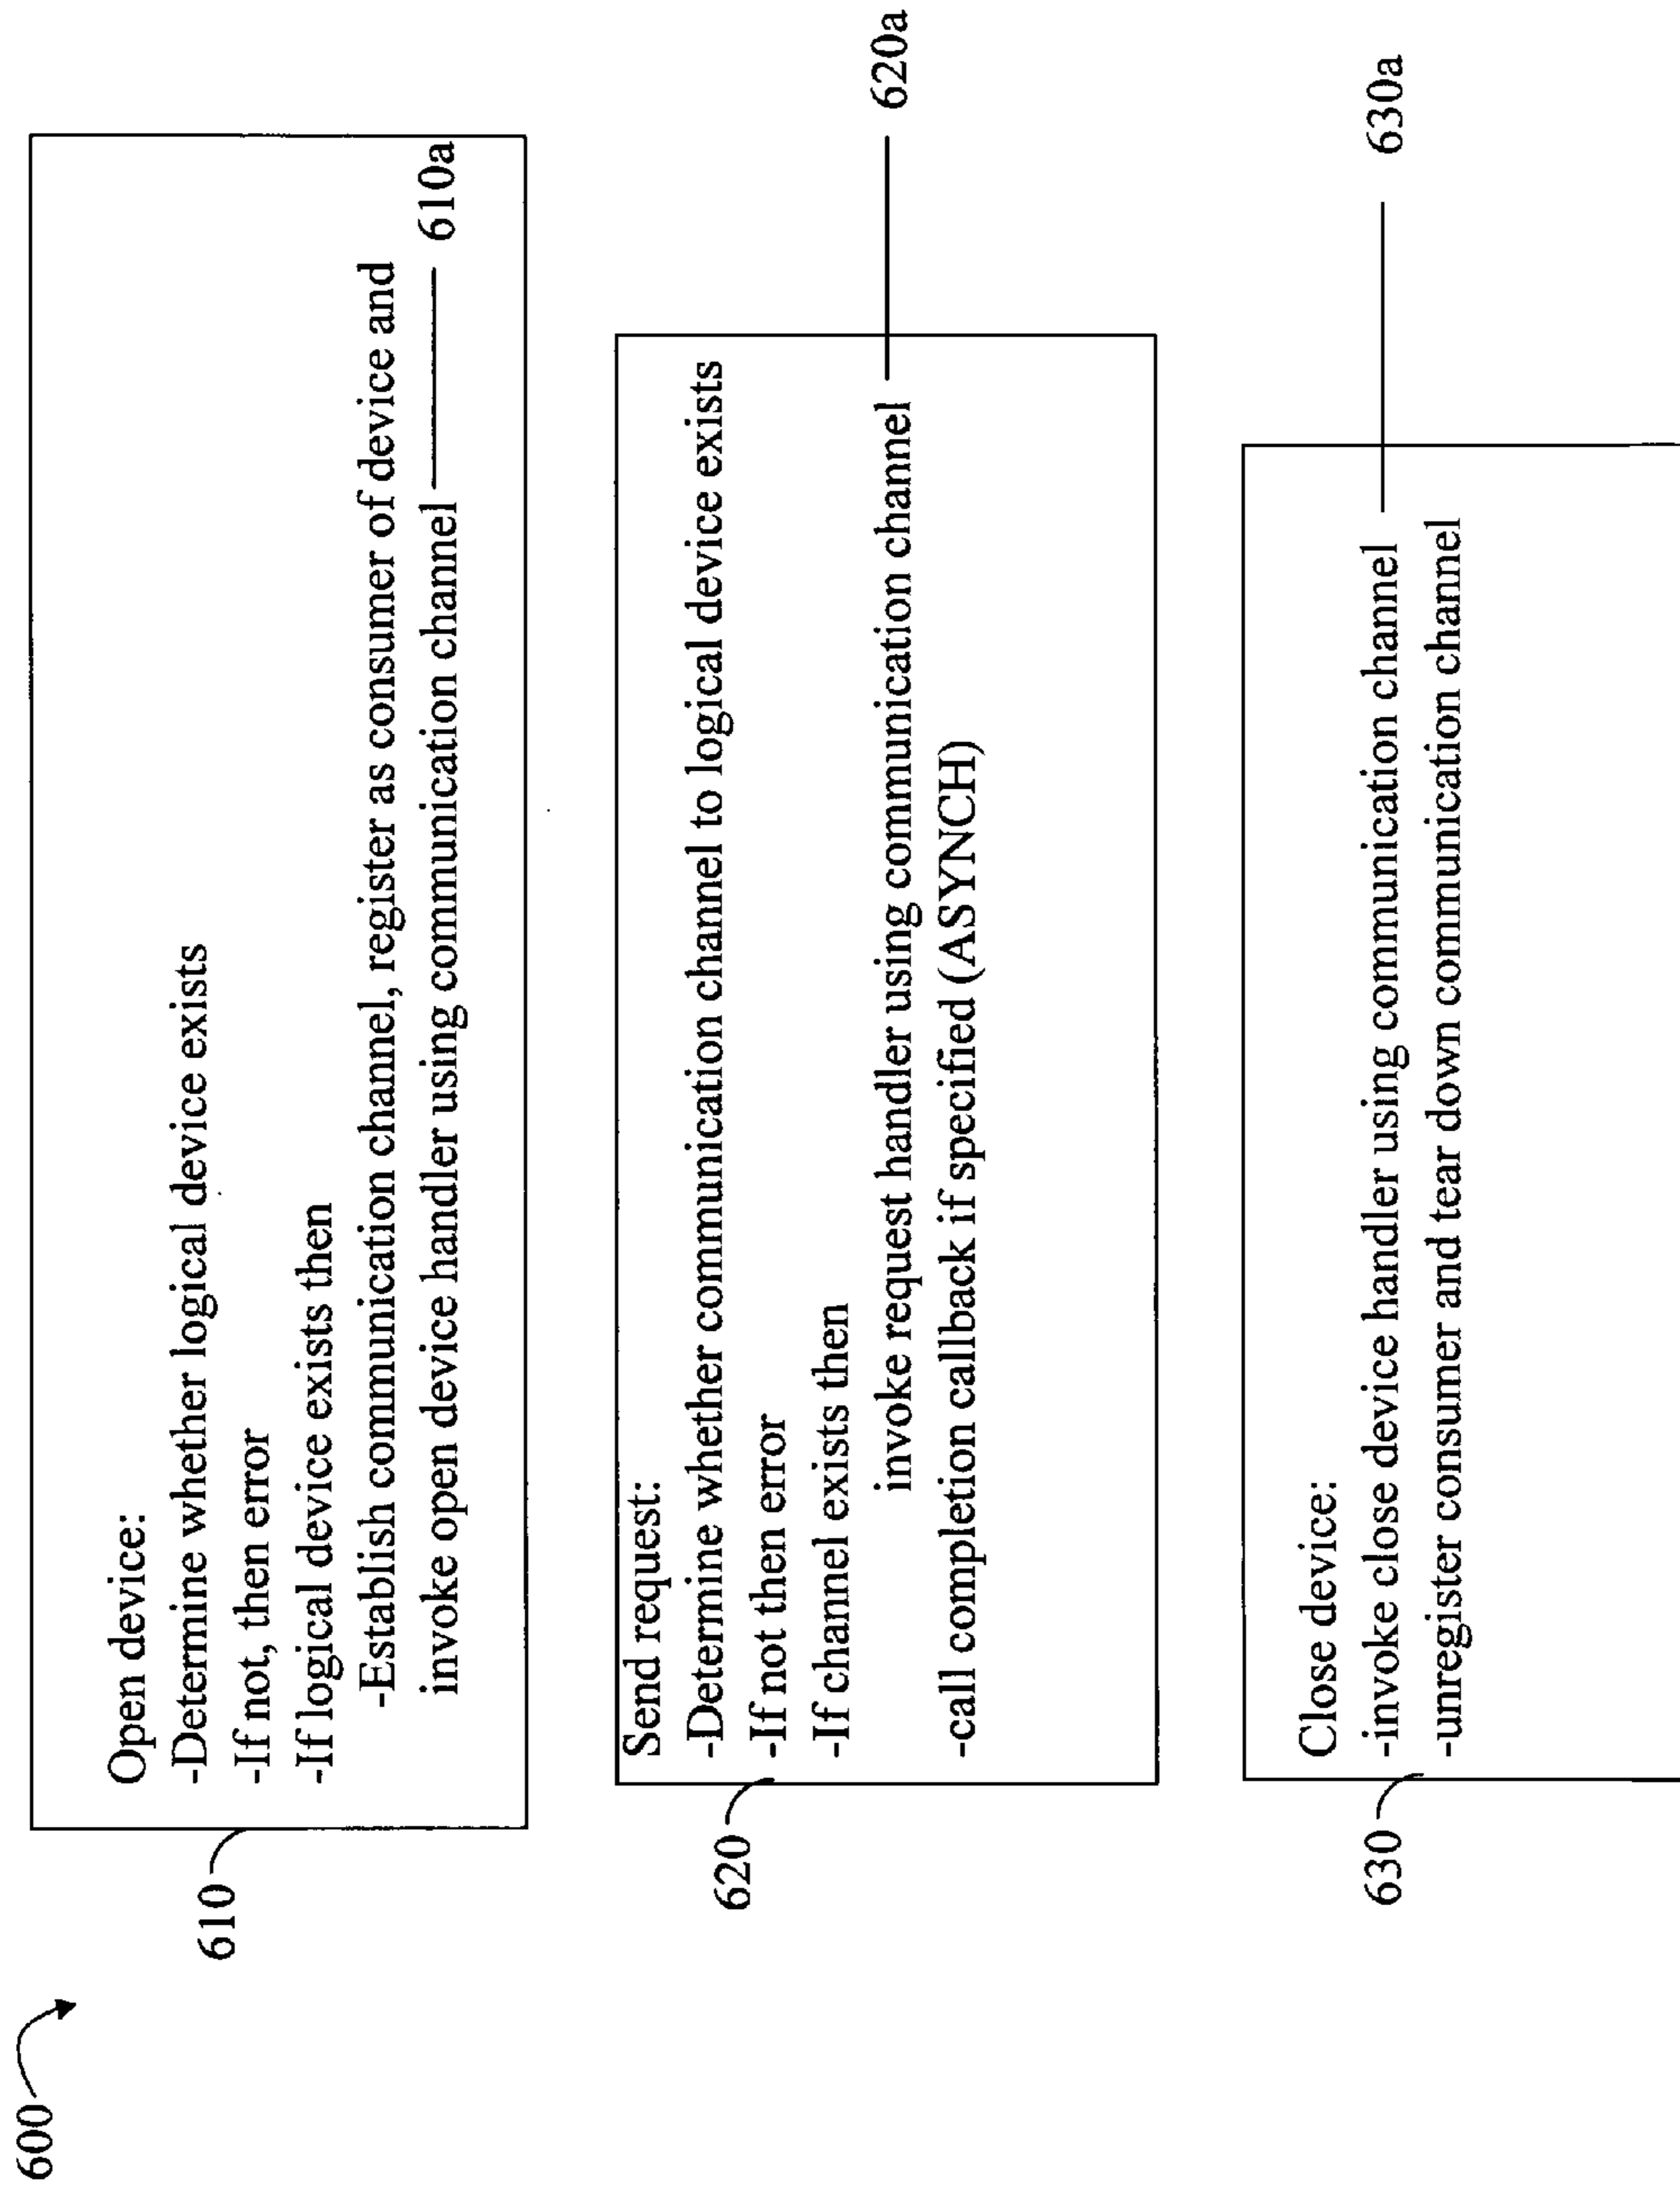 600
610
Open device:
-Determine whether logical device exists
-If not, then error
-If logical device exists then
-Establish communication channel, register as consumer of device and
invoke open device handler using communication channel
610a
620
Send request:
-Determine whether communication channel to logical device exists
-If not then error
-If channel exists then
invoke request handler using communication channel
620a
-call completion callback if specified (ASYNCH)
630
Close device:
-invoke close device handler using communication channel
630a
-unregister consumer and tear down communication channel